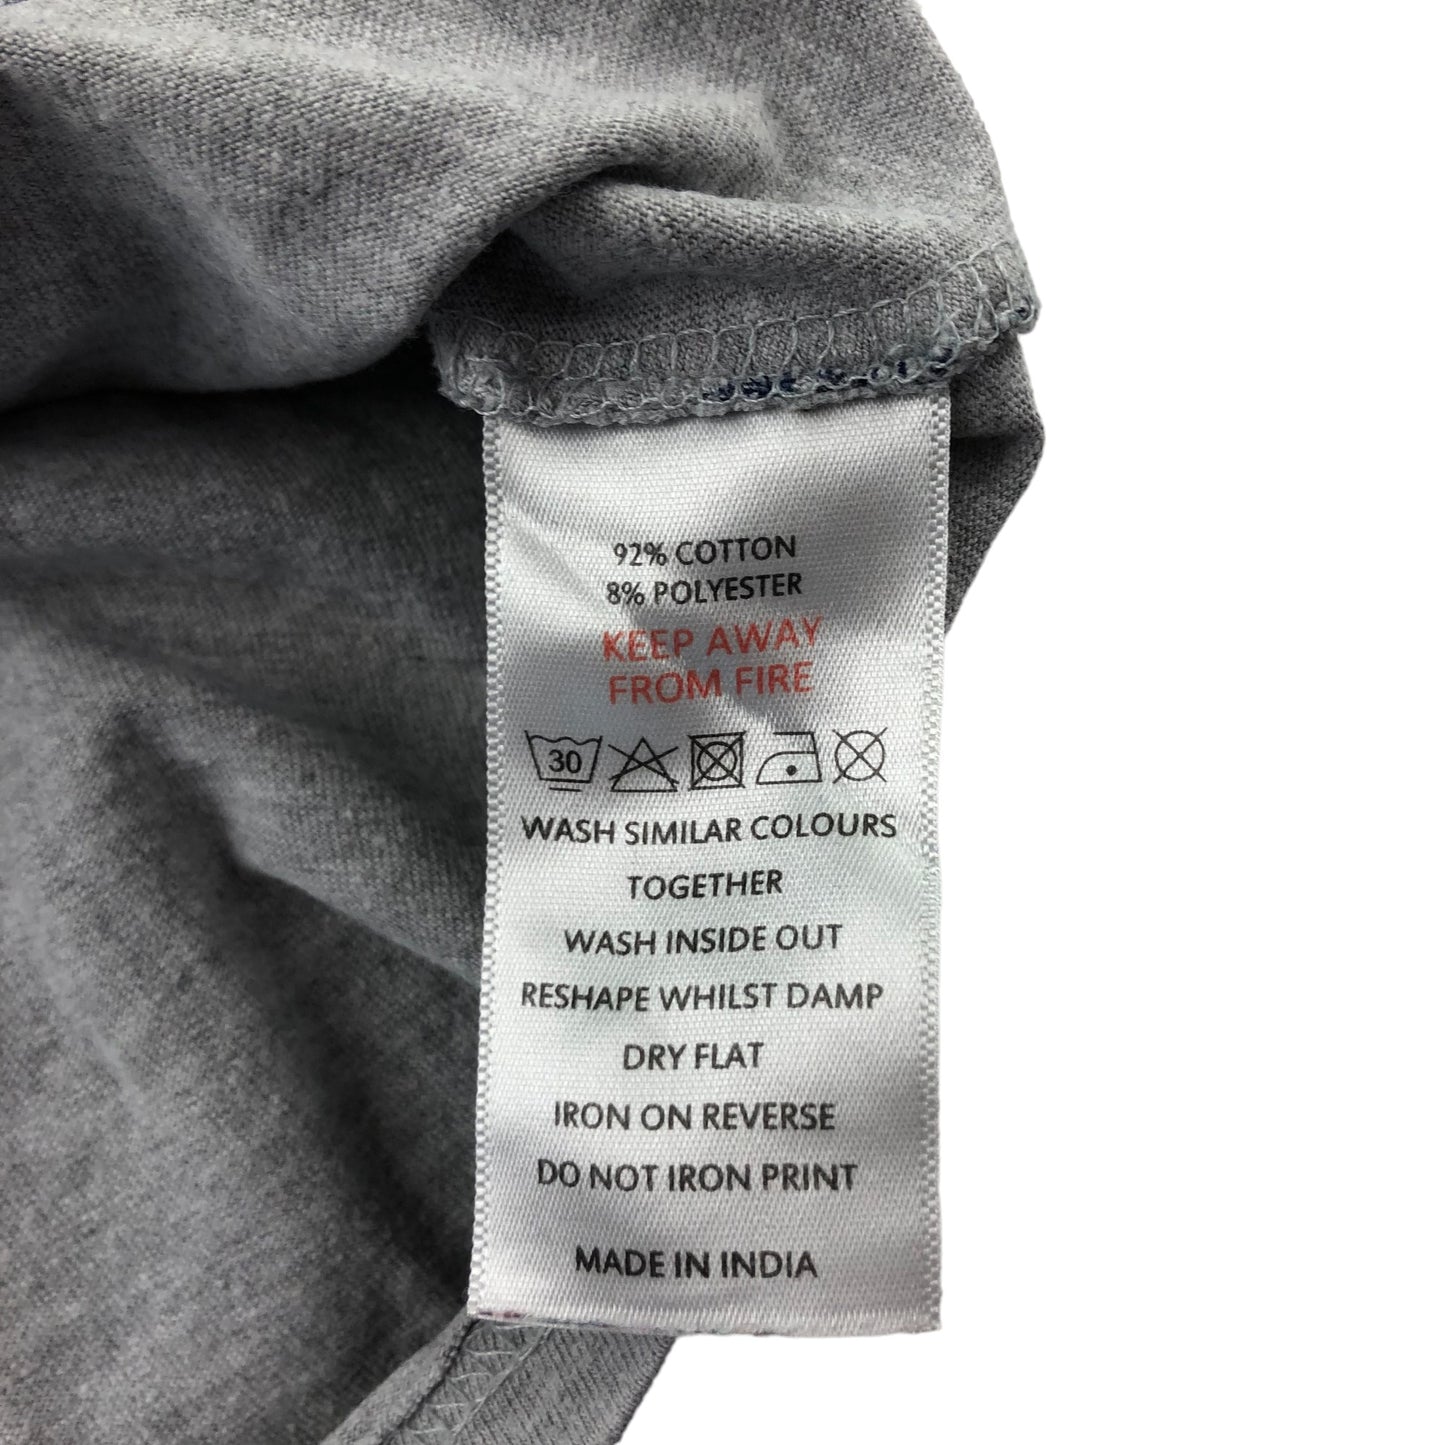 92% COTTON
8% POLYESTER
KEEP AWAY
FROM FIRE
30
WASH SIMILAR COLOURS
TOGETHER
WASH INSIDE OUT
RESHAPE WHILST DAMP
DRY FLAT
IRON ON REVERSE
DO NOT IRON PRINT
MADE IN INDIA